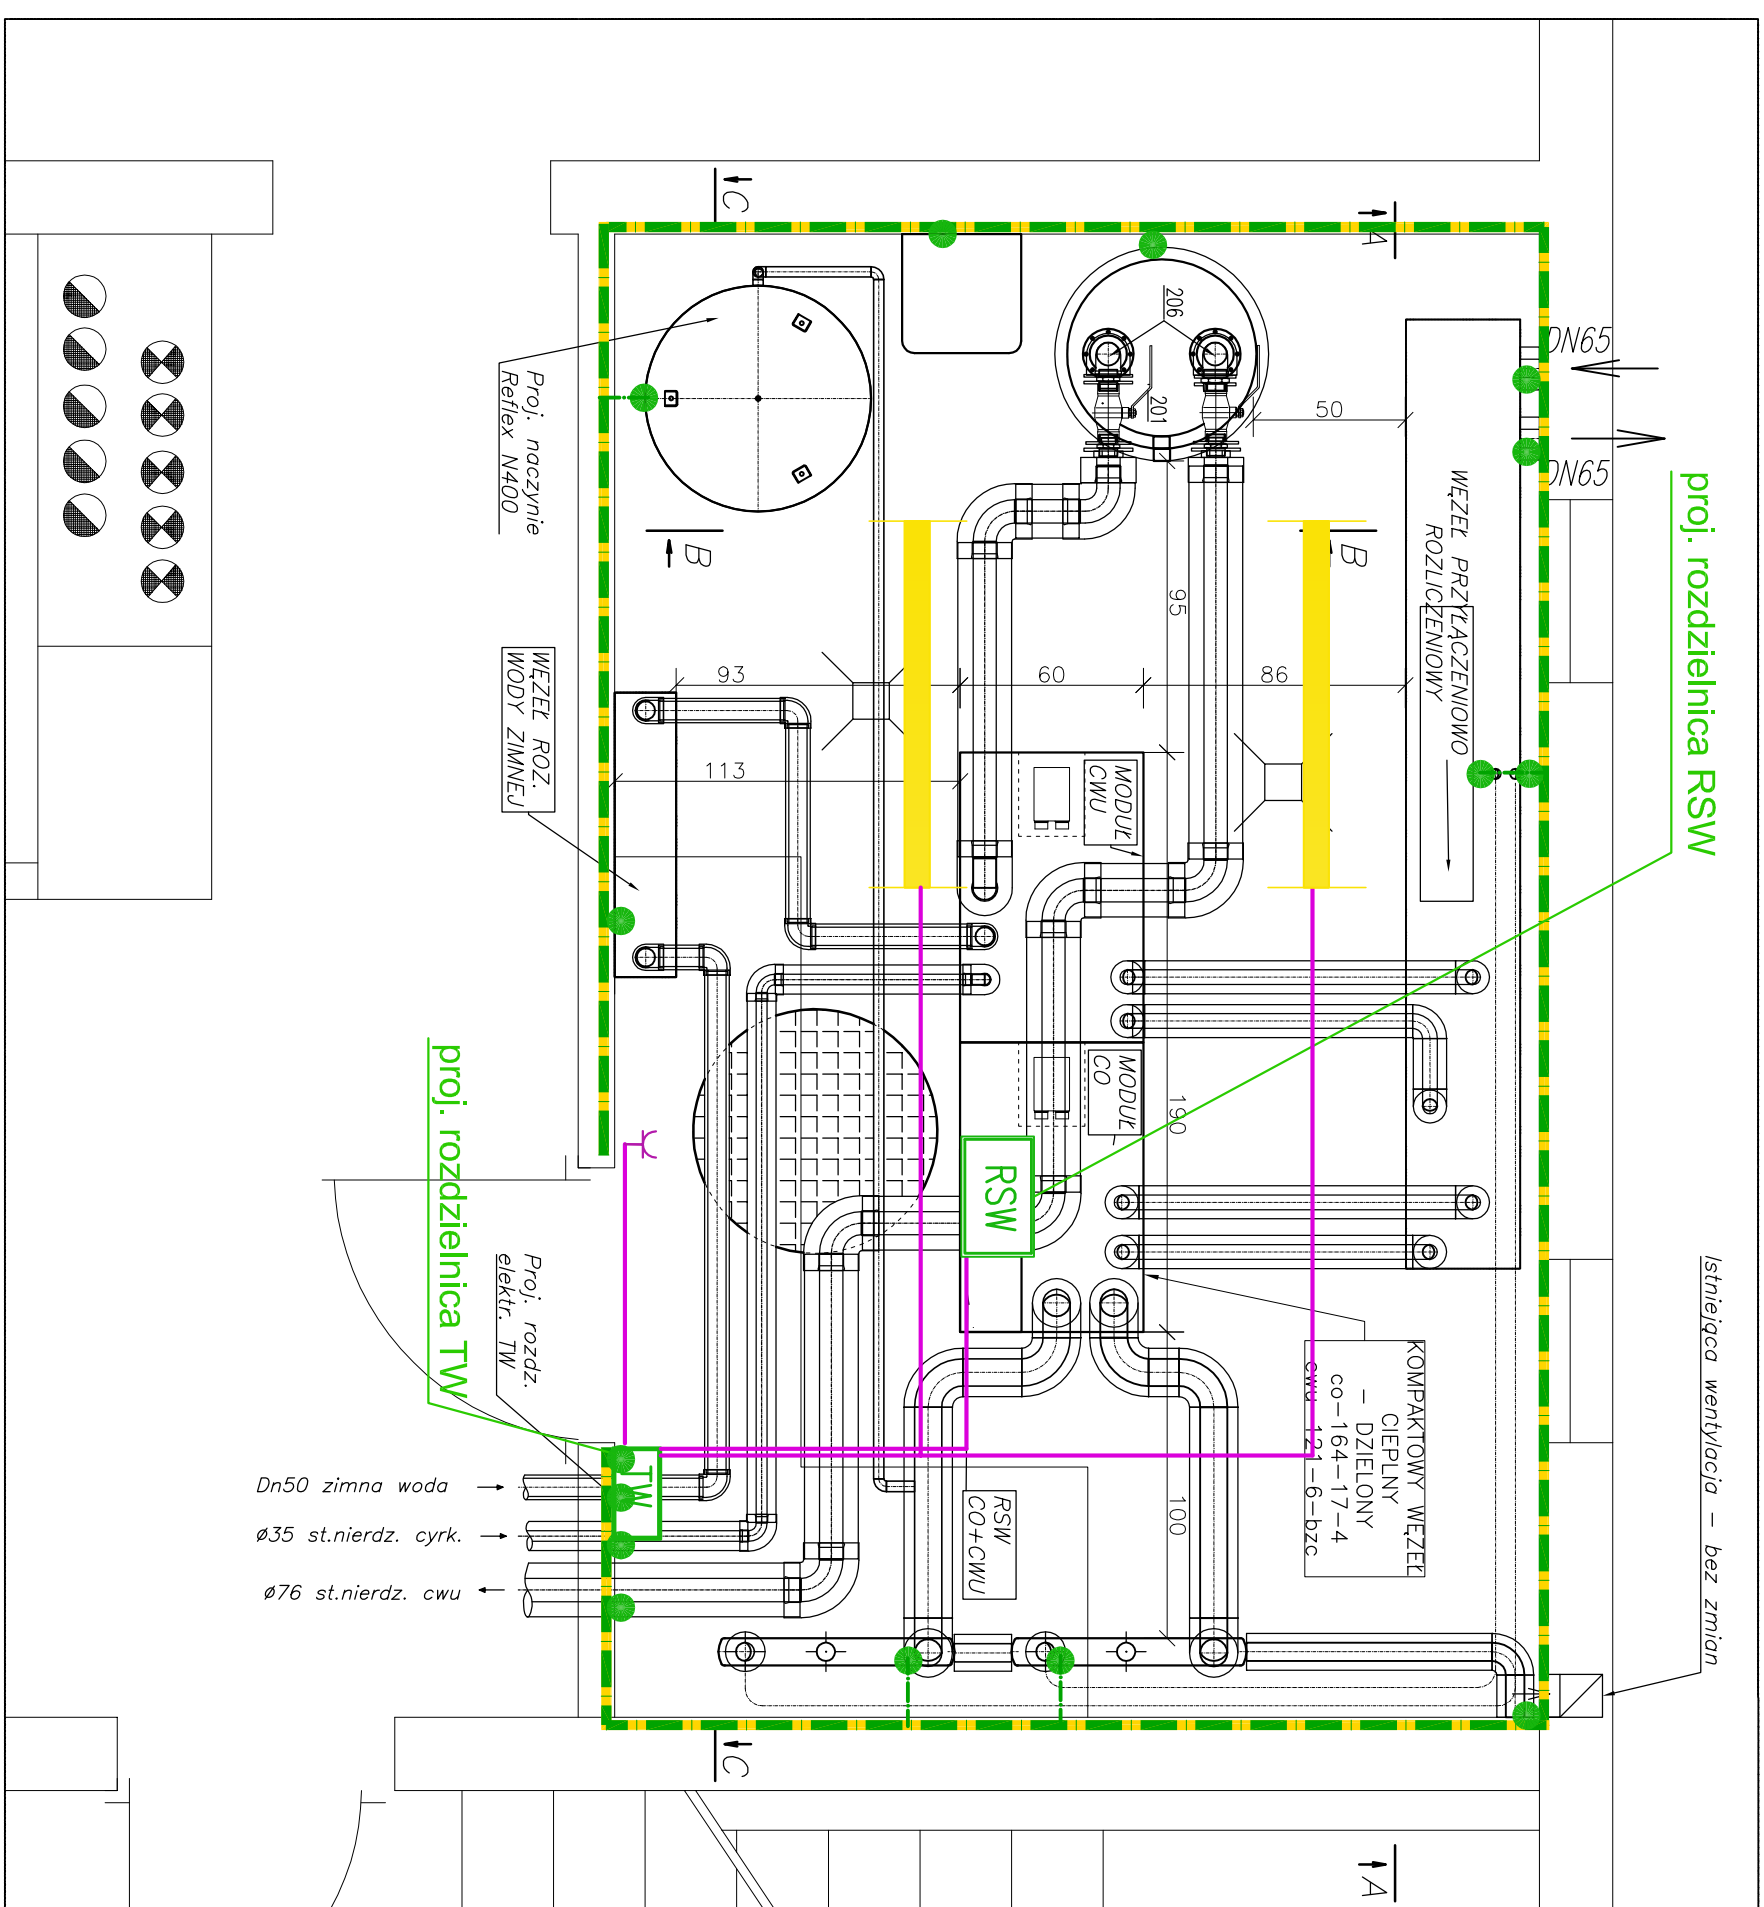 C
A
DN65
DN65
206
201
50
Proj. naczynie
Reflex N400
B
B
WĘZEŁ PRZYŁĄCZENIOWO
ROZLICZENIOWY
proj. rozdzielnica RSW
95
93
60
86
WĘZEŁ ROZ.
WODY ZIMNEJ
113
MODUŁ
CWU
MODUŁ
CO
190
RSW
proj. rozdzielnica TW
Proj. rozdz.
elektr. TW
KOMPAKTOWY WĘZEŁ
CIEPLNY
– DZIELONY
co–164–17–4
cwu 121–6–bzc
Istniejąca wentylacja – bez zmian
TW
Dn50 zimna woda
ø35 st.nierdz. cyrk.
ø76 st.nierdz. cwu
RSW
CO+CWU
100
C
A